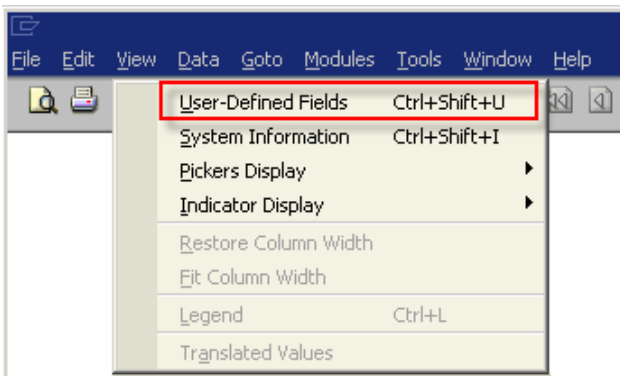 File Edit View Data Goto Modules Tools Window Help
User-Defined Fields Ctrl+Shift+U
System Information Ctrl+Shift+I
Pickers Display
Indicator Display
Restore Column Width
Fit Column Width
Legend Ctrl+L
Translated Values